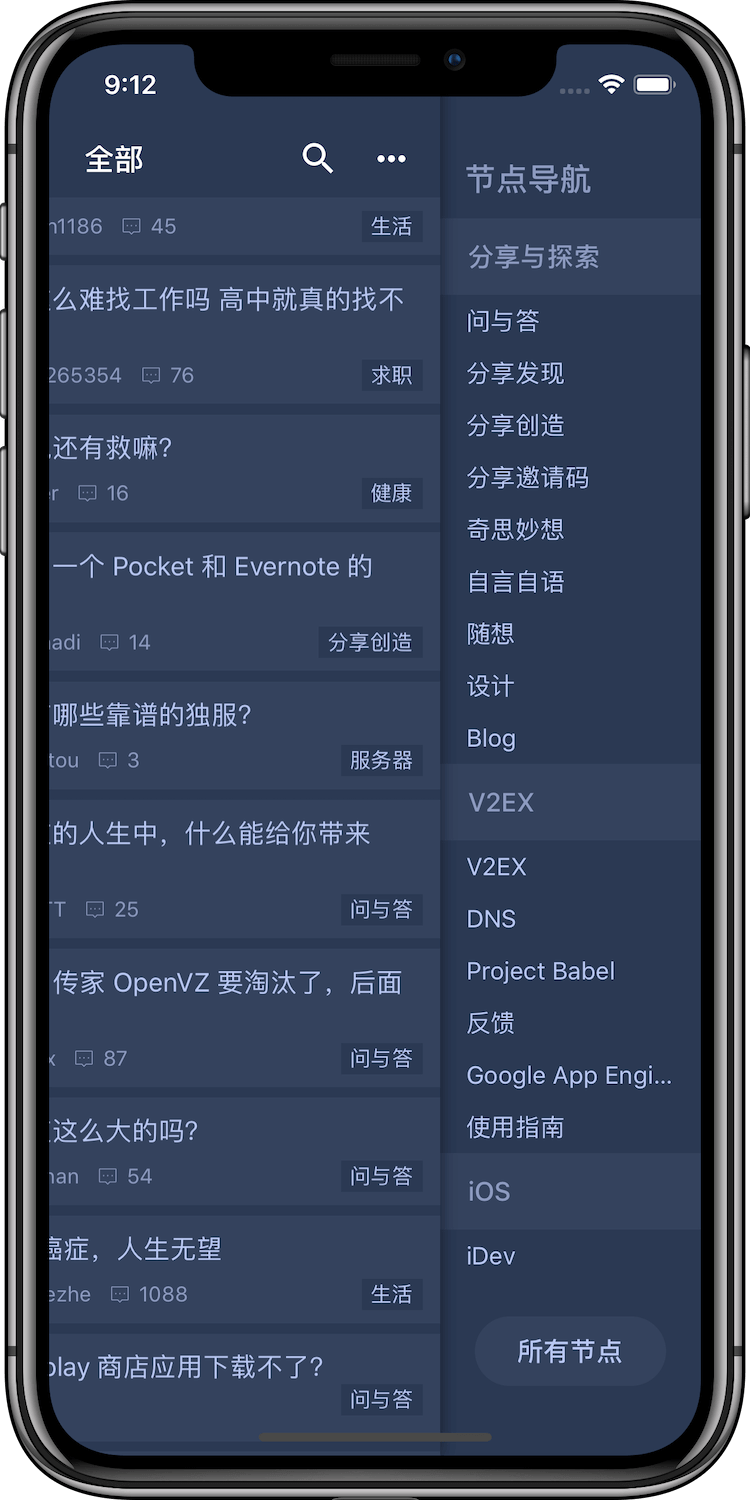 9:12
全部
n1186 45
生活
么难找工作吗 高中就真的找不
265354 76
求职
还有救嘛？
er 16
健康
一个 Pocket 和 Evernote 的
adi 14
分享创造
哪些靠谱的独服？
tou 3
服务器
的人生中，什么能给你带来
TT 25
问与答
传家 OpenVZ 要淘汰了，后面
x 87
问与答
这么大的吗？
nan 54
问与答
癌症，人生无望
ezhe 1088
生活
play 商店应用下载不了？
问与答
节点导航
分享与探索
问与答
分享发现
分享创造
分享邀请码
奇思妙想
自言自语
随想
设计
Blog
V2EX
V2EX
DNS
Project Babel
反馈
Google App Engi...
使用指南
iOS
iDev
所有节点